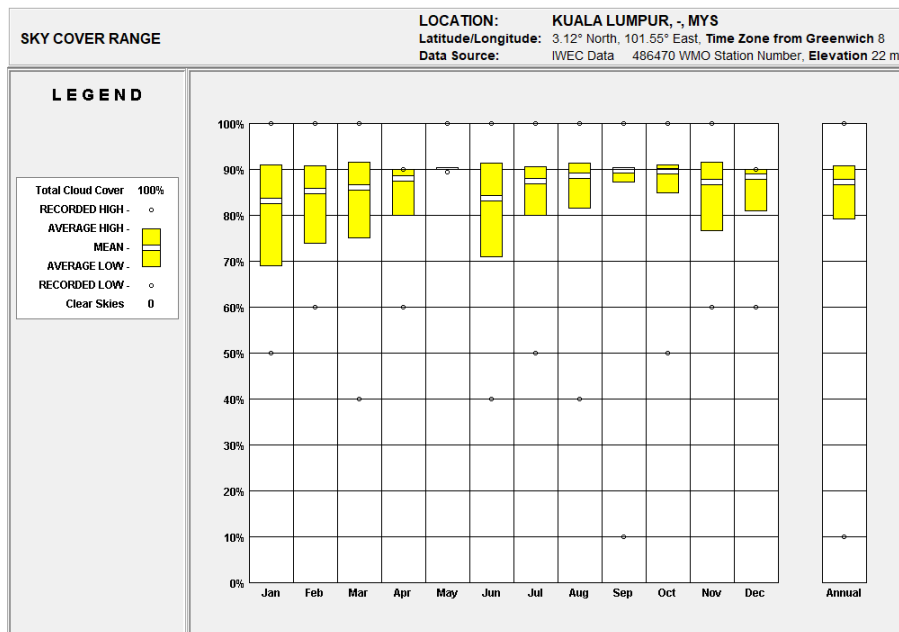 SKY COVER RANGE
LOCATION: KUALA LUMPUR, -, MYS
Latitude/Longitude: 3.12° North, 101.55° East, Time Zone from Greenwich 8
Data Source: IWEC Data 486470 WMO Station Number, Elevation 22 m
LEGEND
Total Cloud Cover 100%
RECORDED HIGH -
AVERAGE HIGH -
MEAN -
AVERAGE LOW -
RECORDED LOW -
Clear Skies 0
100%
90%
80%
70%
60%
50%
40%
30%
20%
10%
0%
Jan Feb Mar Apr May Jun Jul Aug Sep Oct Nov Dec Annual